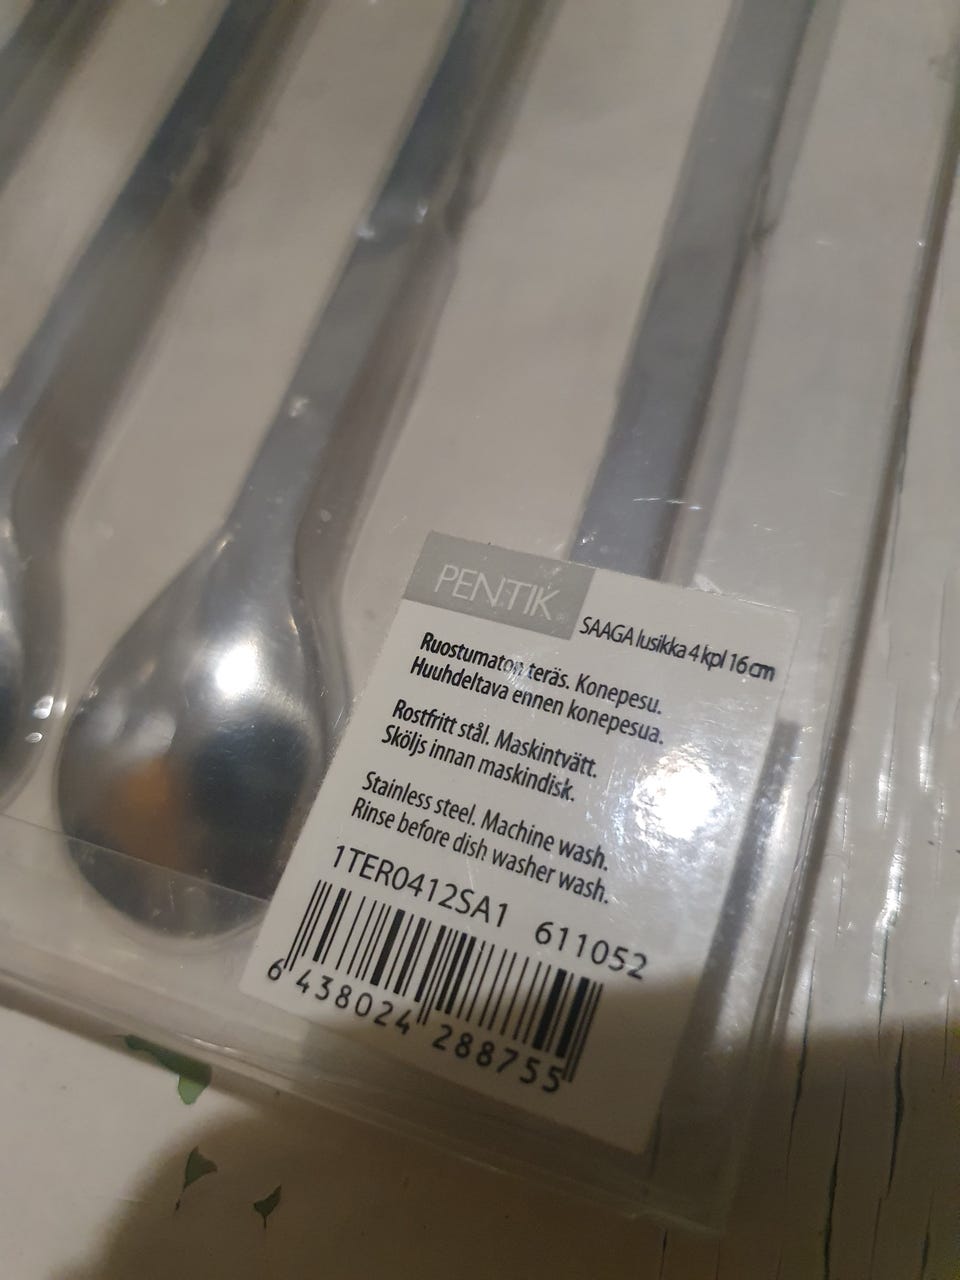 PENTIK
SAAGA lusikka 4 kpl 16 cm
Ruostumaton teräs. Konepesu.
Huuhdeltava ennen konepesua.
Rostfritt stål. Maskintvätt.
Sköljs innan maskindisk.
Stainless steel. Machine wash.
Rinse before dish washer wash.
1TER0412SA1 611052
6 438024 288755